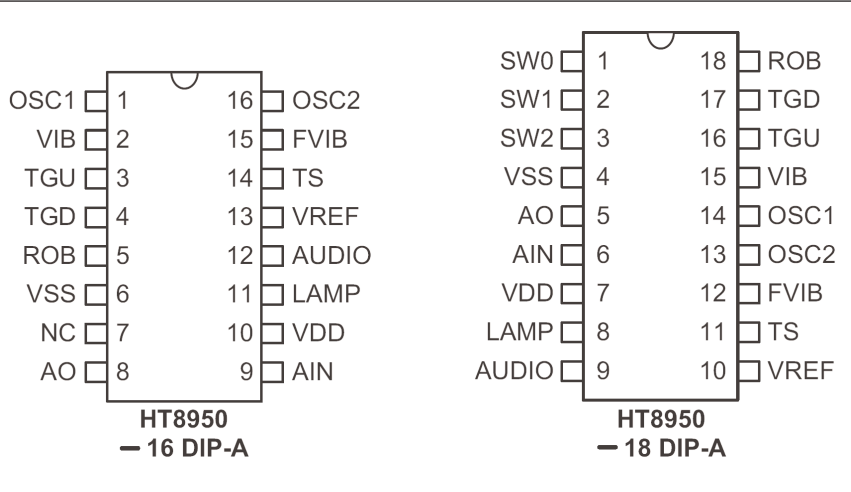 OSC1 1 16 OSC2
VIB 2 15 FVIB
TGU 3 14 TS
TGD 4 13 VREF
ROB 5 12 AUDIO
VSS 6 11 LAMP
NC 7 10 VDD
AO 8 9 AIN
HT8950
– 16 DIP-A
SW0 1 18 ROB
SW1 2 17 TGD
SW2 3 16 TGU
VSS 4 15 VIB
AO 5 14 OSC1
AIN 6 13 OSC2
VDD 7 12 FVIB
LAMP 8 11 TS
AUDIO 9 10 VREF
HT8950
– 18 DIP-A